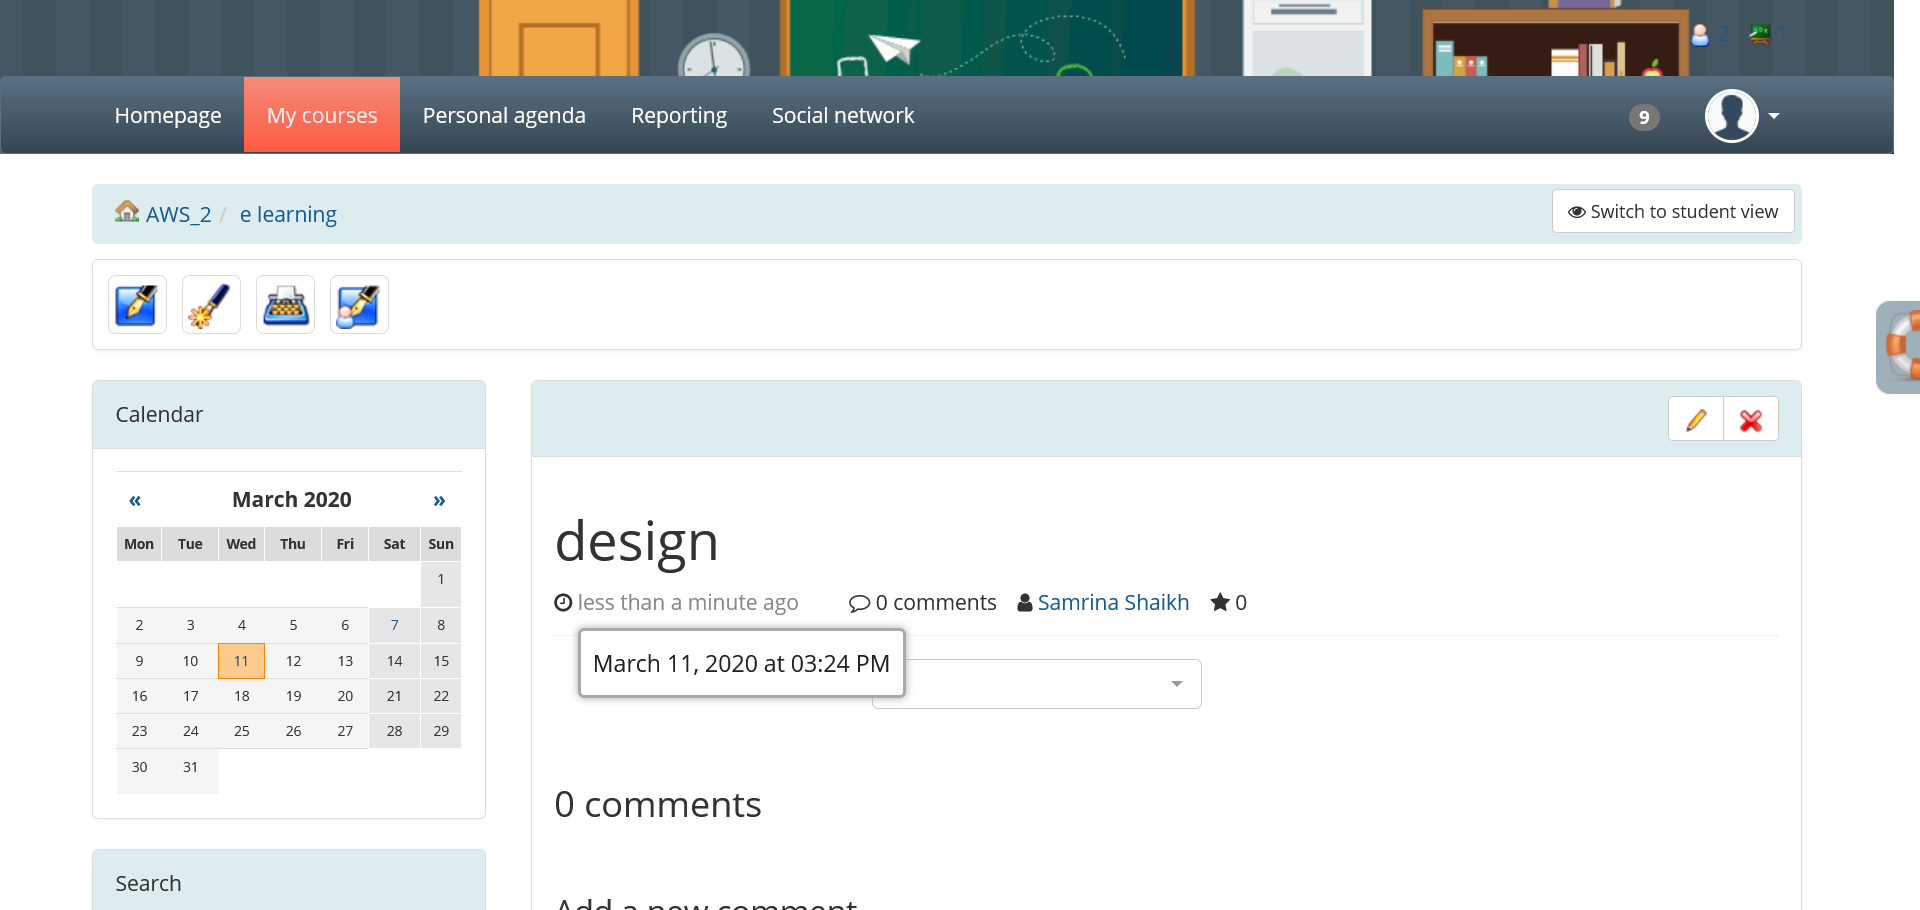 2 1
Homepage My courses Personal agenda Reporting Social network 9
AWS_2 / e learning Switch to student view
Calendar
« March 2020 »
Mon Tue Wed Thu Fri Sat Sun
1
2 3 4 5 6 7 8
9 10 11 12 13 14 15
16 17 18 19 20 21 22
23 24 25 26 27 28 29
30 31
Search
design
less than a minute ago 0 comments Samrina Shaikh 0
March 11, 2020 at 03:24 PM
0 comments
Add a new comment